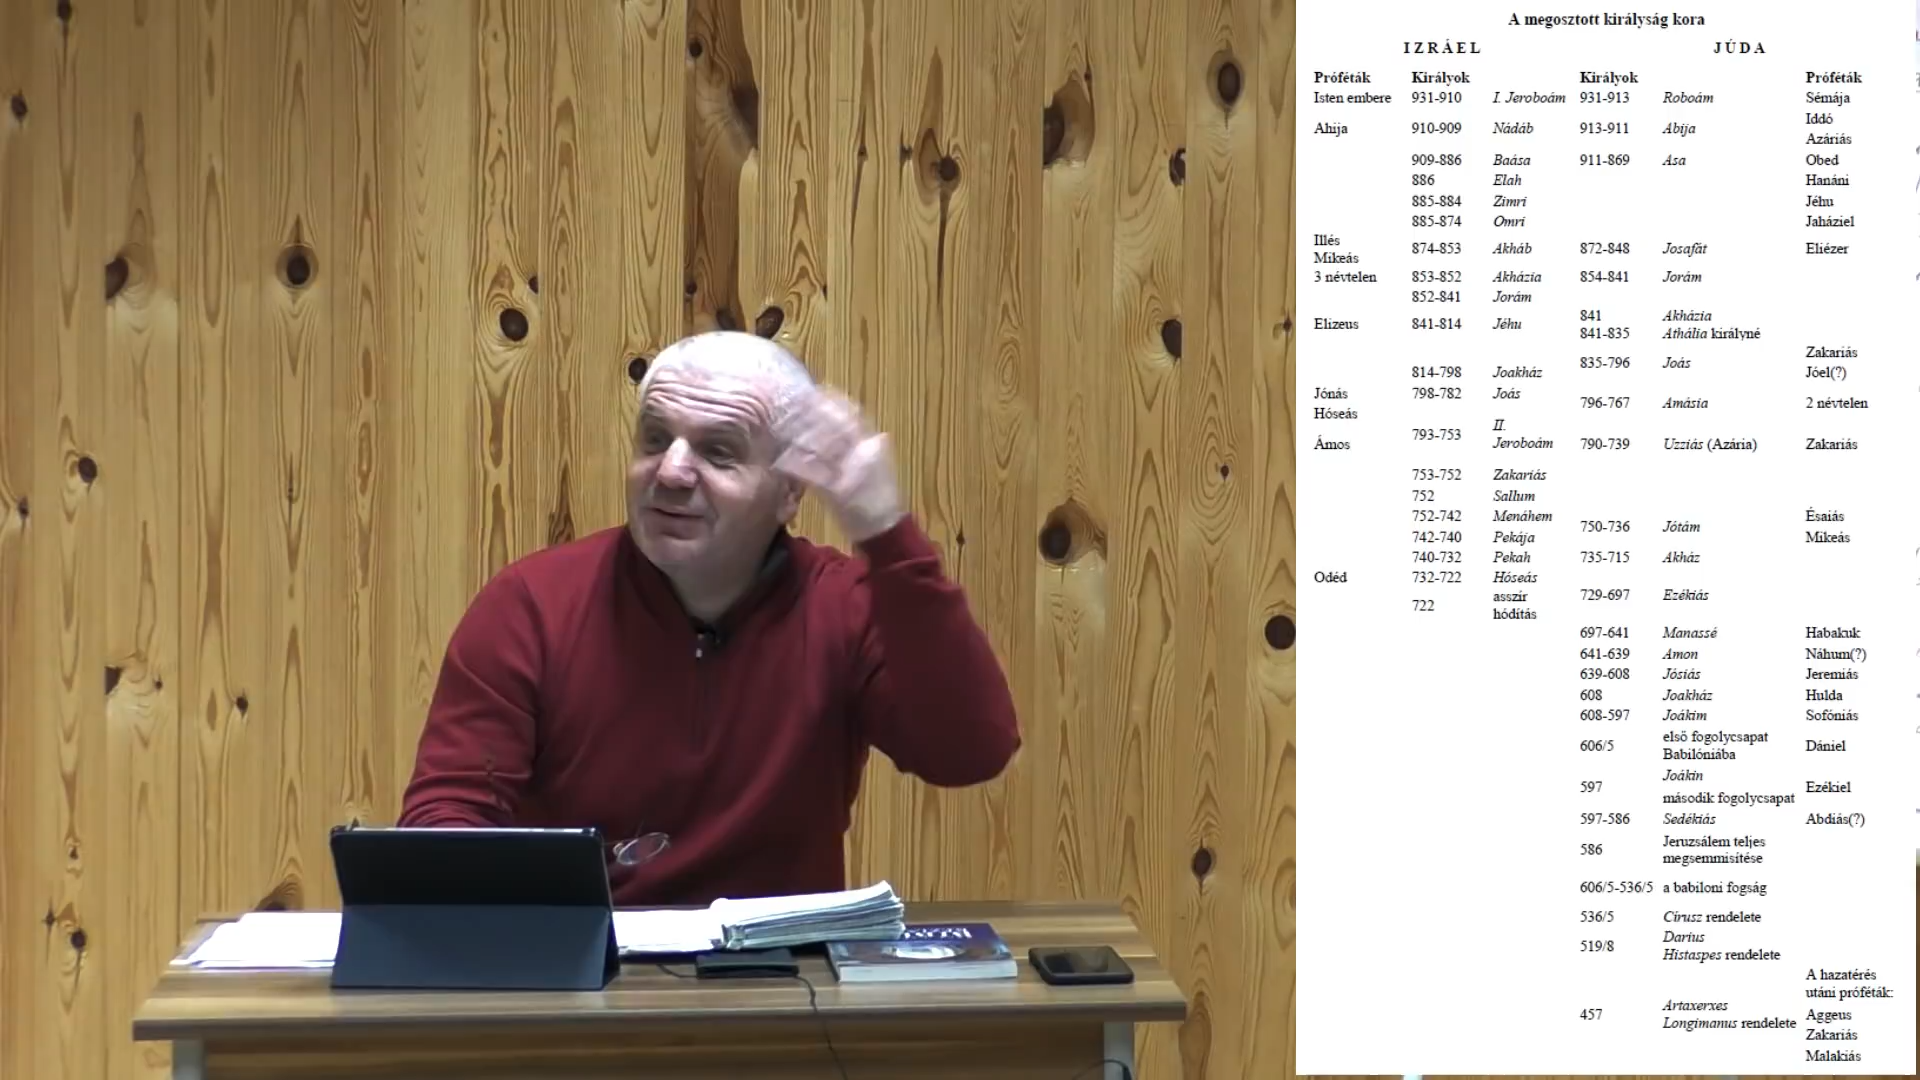 A megosztott királyság kora
IZRÁEL JÚDA
Próféták Királyok Királyok Próféták
Isten embere 931-910 I. Jeroboám 931-913 Roboám Sémája
Iddó
Ahija 910-909 Nádáb 913-911 Abija
Azáriás
909-886 Baása 911-869 Asa Obed
886 Elah Hanáni
885-884 Zimri Jéhu
885-874 Omri Jaháziel
Illés
874-853 Akháb 872-848 Josafát Eliézer
Mikeás
3 névtelen 853-852 Akházia 854-841 Jorám
852-841 Jorám
841 Akházia
Elizeus 841-814 Jéhu
841-835 Athália királyné
Zakariás
835-796 Joás
814-798 Joakház Jóel(?)
Jónás 798-782 Joás
796-767 Amásia 2 névtelen
Hóseás
II.
793-753
Jeroboám
Ámos 790-739 Uzziás (Azária) Zakariás
753-752 Zakariás
752 Sallum
752-742 Menáhem Ésaiás
750-736 Jótám
742-740 Pekája Mikeás
740-732 Pekah 735-715 Akház
Odéd 732-722 Hóseás
asszír
729-697 Ezékiás
722
hódítás
697-641 Manassé Habakuk
641-639 Amon Náhum(?)
639-608 Jósiás Jeremiás
608 Joakház Hulda
608-597 Joákim Sofóniás
első fogolycsapat
606/5 Dániel
Babilóniába
Joákin
597 Ezékiel
második fogolycsapat
597-586 Sedékiás Abdiás(?)
Jeruzsálem teljes
586
megsemmisítése
606/5-536/5 a babiloni fogság
536/5 Círusz rendelete
Darius
519/8
Histaspes rendelete
A hazatérés
utáni próféták:
Artaxerxes
457 Aggeus
Longimanus rendelete
Zakariás
Malakiás